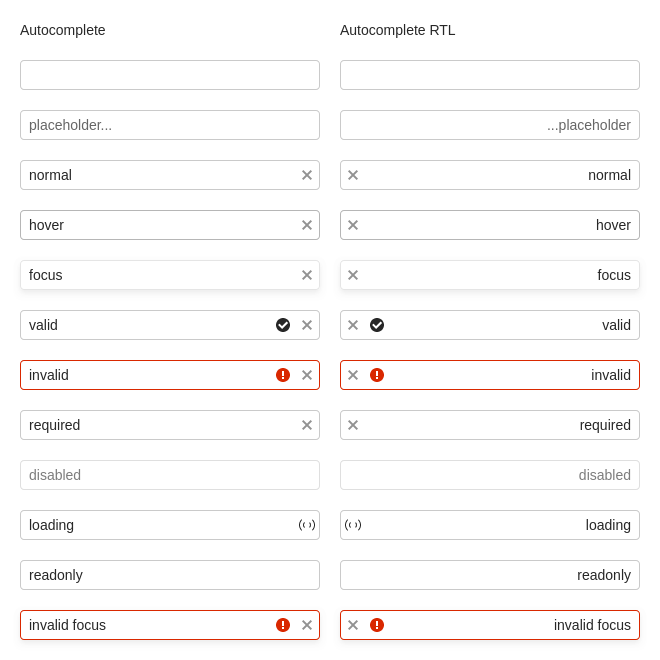 Autocomplete
placeholder...
normal
hover
focus
valid
invalid
required
disabled
loading
readonly
invalid focus
Autocomplete RTL
...placeholder
normal
hover
focus
valid
invalid
required
disabled
loading
readonly
invalid focus